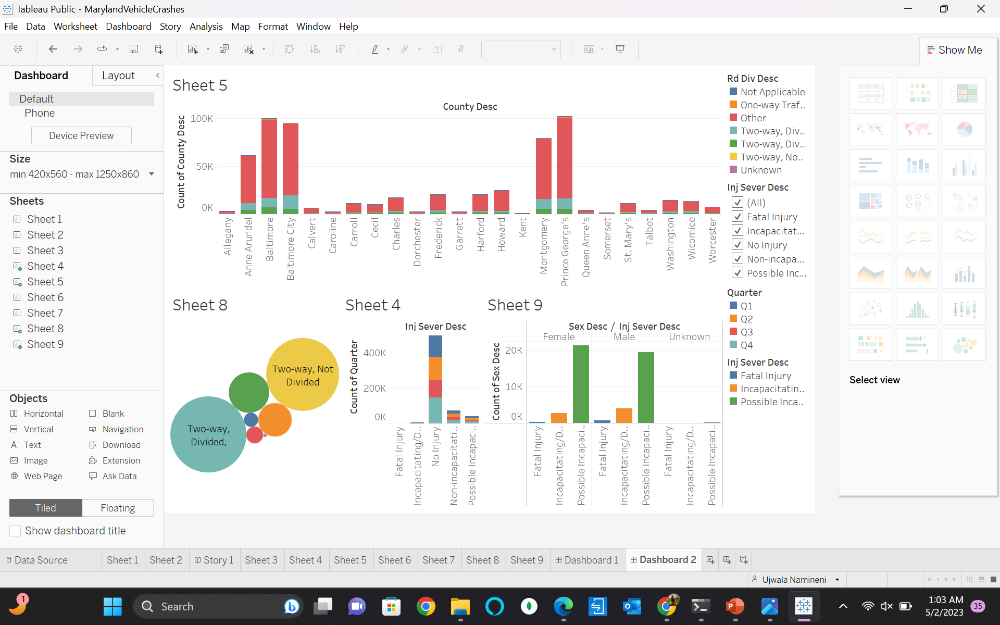 Tableau Public - MarylandVehicleCrashes
File Data Worksheet Dashboard Story Analysis Map Format Window Help
Show Me
Dashboard
Layout
Default
Phone
Device Preview
Size
min 420x560 - max 1250x860
Sheets
Sheet 1
Sheet 2
Sheet 3
Sheet 4
Sheet 5
Sheet 6
Sheet 7
Sheet 8
Sheet 9
Objects
Horizontal
Blank
Vertical
Navigation
Text
Download
Image
Extension
Web Page
Ask Data
Tiled
Floating
Show dashboard title
Sheet 5
County Desc
Count of County Desc
100K
50K
0K
Allegany
Anne Arundel
Baltimore
Baltimore City
Calvert
Caroline
Carroll
Cecil
Charles
Dorchester
Frederick
Garrett
Harford
Howard
Kent
Montgomery
Prince George's
Queen Anne's
Somerset
St. Mary's
Talbot
Washington
Wicomico
Worcester
Sheet 8
Two-way, Not
Divided
Two-way,
Divided,
Sheet 4
Inj Sever Desc
Count of Quarter
400K
200K
0K
Fatal Injury
Incapacitating/D..
No Injury
Non-incapacitati..
Possible Incapaci..
Sheet 9
Sex Desc / Inj Sever Desc
Female
Male
Unknown
Count of Sex Desc
20K
10K
0K
Fatal Injury
Incapacitating/D..
Possible Incapaci..
Fatal Injury
Incapacitating/D..
Possible Incapaci..
Fatal Injury
Incapacitating/D..
Possible Incapaci..
Rd Div Desc
Not Applicable
One-way Traf..
Other
Two-way, Div..
Two-way, Div..
Two-way, No..
Unknown
Inj Sever Desc
(All)
Fatal Injury
Incapacitat...
No Injury
Non-incapa...
Possible Inc...
Quarter
Q1
Q2
Q3
Q4
Inj Sever Desc
Fatal Injury
Incapacitatin..
Possible Inca..
Select view
Data Source
Sheet 1
Sheet 2
Story 1
Sheet 3
Sheet 4
Sheet 5
Sheet 6
Sheet 7
Sheet 8
Sheet 9
Dashboard 1
Dashboard 2
Ujwala Namineni
1
Search
1:03 AM
5/2/2023
35